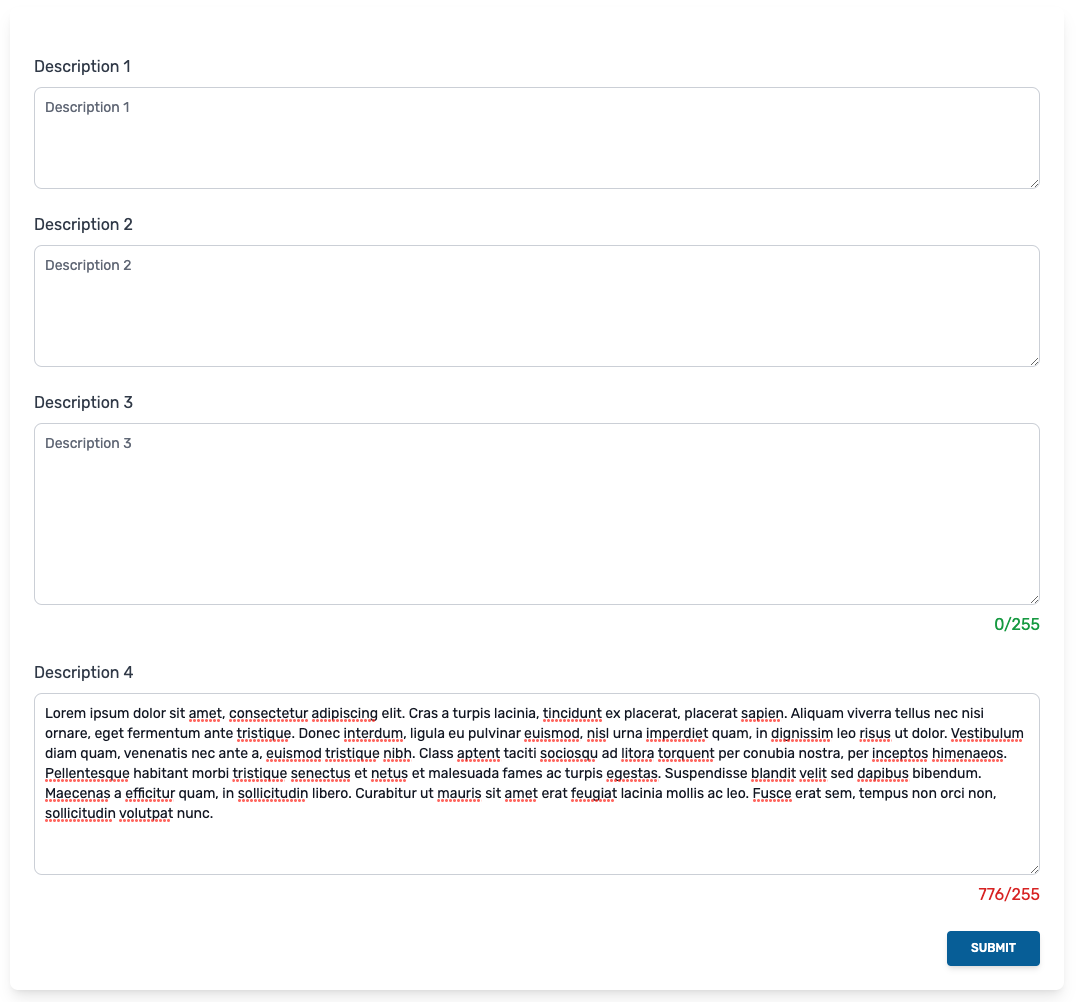 Description 1
Description 1
Description 2
Description 2
Description 3
Description 3
0/255
Description 4
Lorem ipsum dolor sit amet, consectetur adipiscing elit. Cras a turpis lacinia, tincidunt ex placerat, placerat sapien. Aliquam viverra tellus nec nisi
ornare, eget fermentum ante tristique. Donec interdum, ligula eu pulvinar euismod, nisl urna imperdiet quam, in dignissim leo risus ut dolor. Vestibulum
diam quam, venenatis nec ante a, euismod tristique nibh. Class aptent taciti sociosqu ad litora torquent per conubia nostra, per inceptos himenaeos.
Pellentesque habitant morbi tristique senectus et netus et malesuada fames ac turpis egestas. Suspendisse blandit velit sed dapibus bibendum.
Maecenas a efficitur quam, in sollicitudin libero. Curabitur ut mauris sit amet erat feugiat lacinia mollis ac leo. Fusce erat sem, tempus non orci non,
sollicitudin volutpat nunc.
776/255
SUBMIT